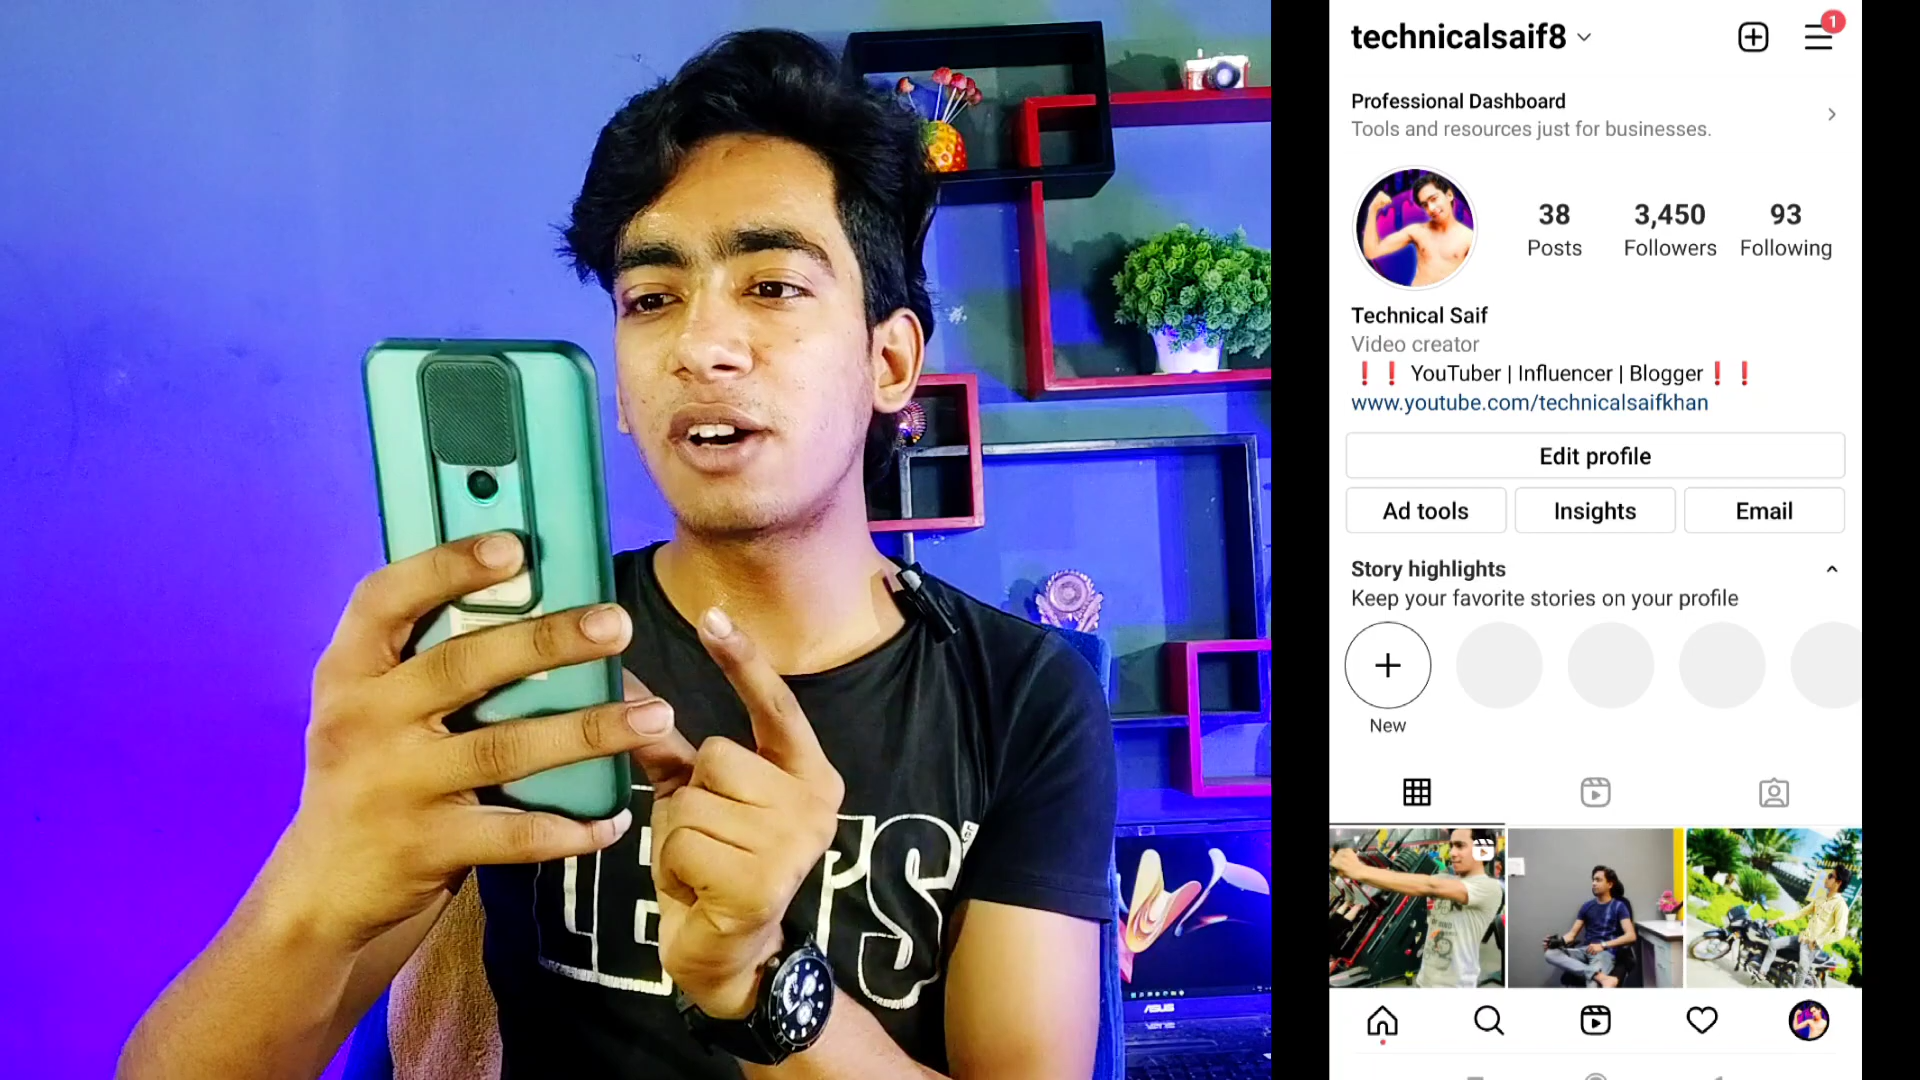 technicalsaif8
1
Professional Dashboard
Tools and resources just for businesses.
38
3,450
93
Posts
Followers
Following
Technical Saif
Video creator
❗❗ YouTuber | Influencer | Blogger ❗❗
www.youtube.com/technicalsaifkhan
Edit profile
Ad tools
Insights
Email
Story highlights
Keep your favorite stories on your profile
New
ASUS